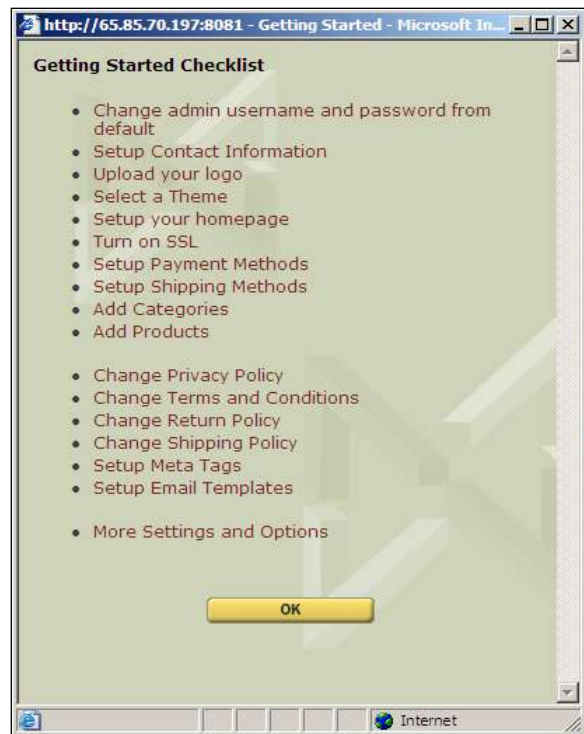 http://65.85.70.197:8081 - Getting Started - Microsoft In...
Getting Started Checklist
• Change admin username and password from
default
• Setup Contact Information
• Upload your logo
• Select a Theme
• Setup your homepage
• Turn on SSL
• Setup Payment Methods
• Setup Shipping Methods
• Add Categories
• Add Products
• Change Privacy Policy
• Change Terms and Conditions
• Change Return Policy
• Change Shipping Policy
• Setup Meta Tags
• Setup Email Templates
• More Settings and Options
OK
Internet